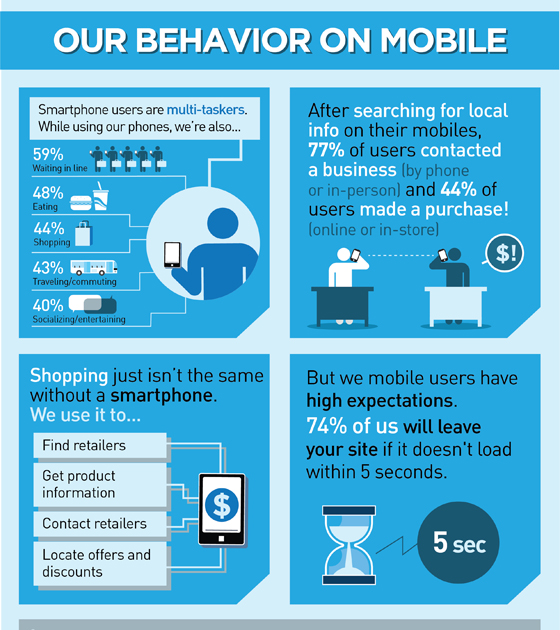 OUR BEHAVIOR ON MOBILE
Smartphone users are multi-taskers.
While using our phones, we're also...
59%
Waiting in line
48%
Eating
44%
Shopping
43%
Traveling/commuting
40%
Socializing/entertaining
After searching for local
info on their mobiles,
77% of users contacted
a business (by phone
or in-person) and 44% of
users made a purchase!
(online or in-store)
$!
Shopping just isn't the same
without a smartphone.
We use it to...
Find retailers
Get product
information
Contact retailers
Locate offers and
discounts
$
But we mobile users have
high expectations.
74% of us will leave
your site if it doesn't load
within 5 seconds.
5 sec